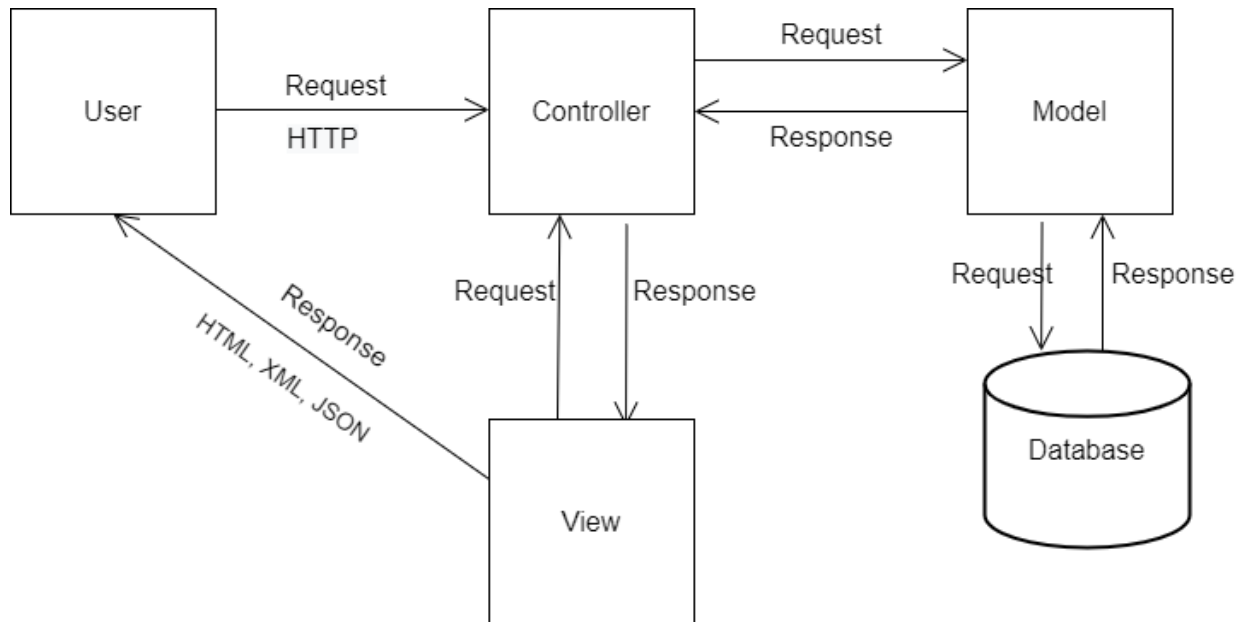 Request
User
Request
HTTP
Controller
Response
Model
Request
Response
Request
Response
Response
HTML, XML, JSON
Database
View